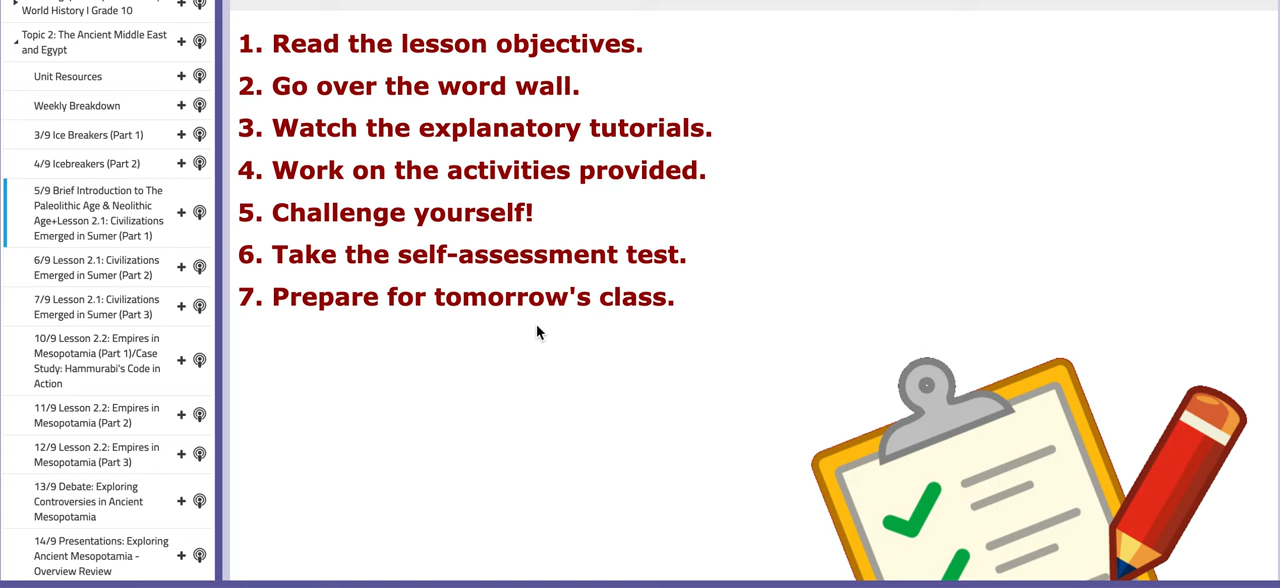 World History I Grade 10
Topic 2: The Ancient Middle East
and Egypt
Unit Resources
Weekly Breakdown
3/9 Ice Breakers (Part 1)
4/9 Icebreakers (Part 2)
5/9 Brief Introduction to The
Paleolithic Age & Neolithic
Age+Lesson 2.1: Civilizations
Emerged in Sumer (Part 1)
6/9 Lesson 2.1: Civilizations
Emerged in Sumer (Part 2)
7/9 Lesson 2.1: Civilizations
Emerged in Sumer (Part 3)
10/9 Lesson 2.2: Empires in
Mesopotamia (Part 1)/Case
Study: Hammurabi's Code in
Action
11/9 Lesson 2.2: Empires in
Mesopotamia (Part 2)
12/9 Lesson 2.2: Empires in
Mesopotamia (Part 3)
13/9 Debate: Exploring
Controversies in Ancient
Mesopotamia
14/9 Presentations: Exploring
Ancient Mesopotamia -
Overview Review
1. Read the lesson objectives.
2. Go over the word wall.
3. Watch the explanatory tutorials.
4. Work on the activities provided.
5. Challenge yourself!
6. Take the self-assessment test.
7. Prepare for tomorrow's class.